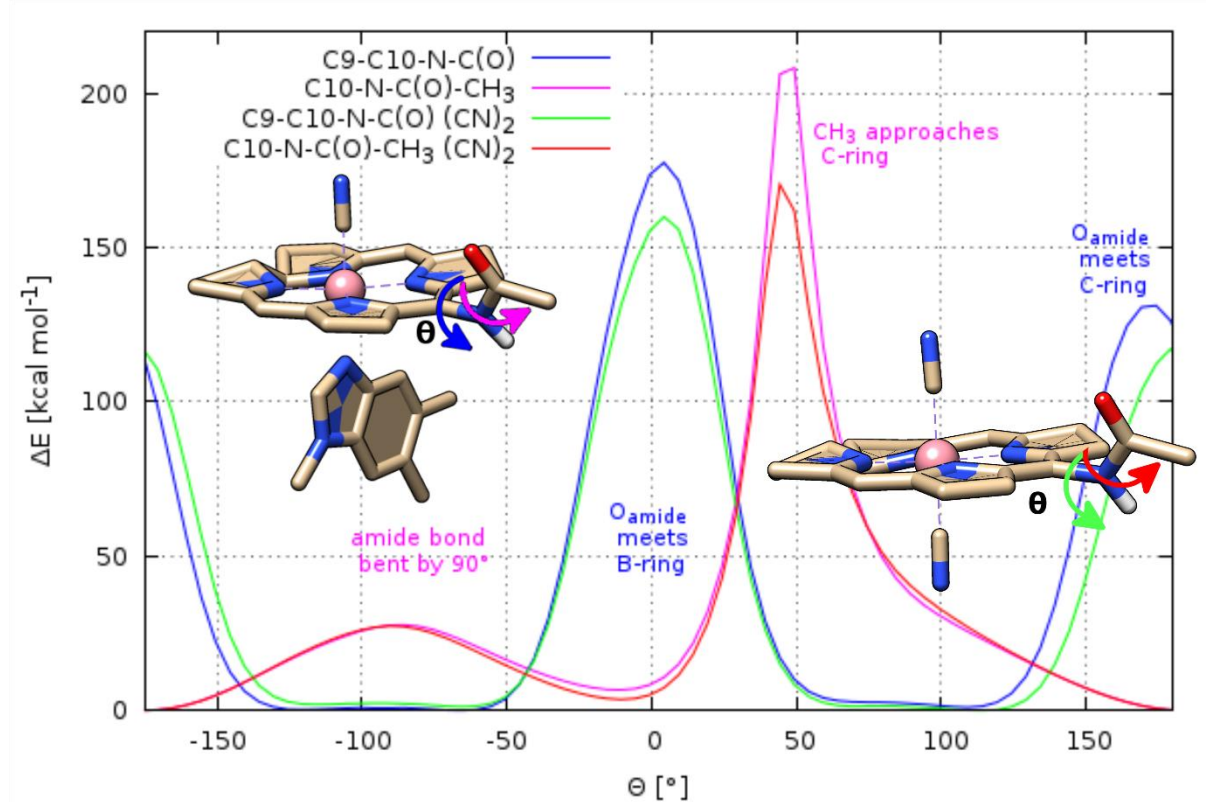 C9-C10-N-C(O)
C10-N-C(O)-CH₃
C9-C10-N-C(O) (CN)₂
C10-N-C(O)-CH₃ (CN)₂
200
150
100
50
0
ΔE [kcal mol⁻¹]
CH₃ approaches
C-ring
O_amide
meets
C-ring
θ
amide bond
bent by 90°
O_amide
meets
B-ring
θ
-150
-100
-50
0
50
100
150
Θ [°]